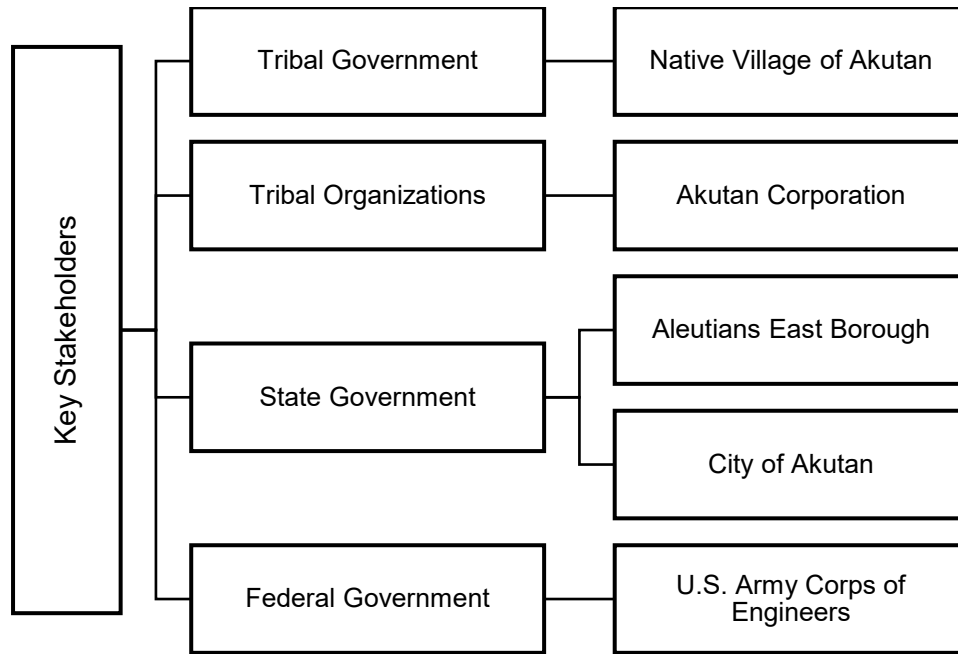 Key Stakeholders
Tribal Government
Native Village of Akutan
Tribal Organizations
Akutan Corporation
State Government
Aleutians East Borough
City of Akutan
Federal Government
U.S. Army Corps of
Engineers